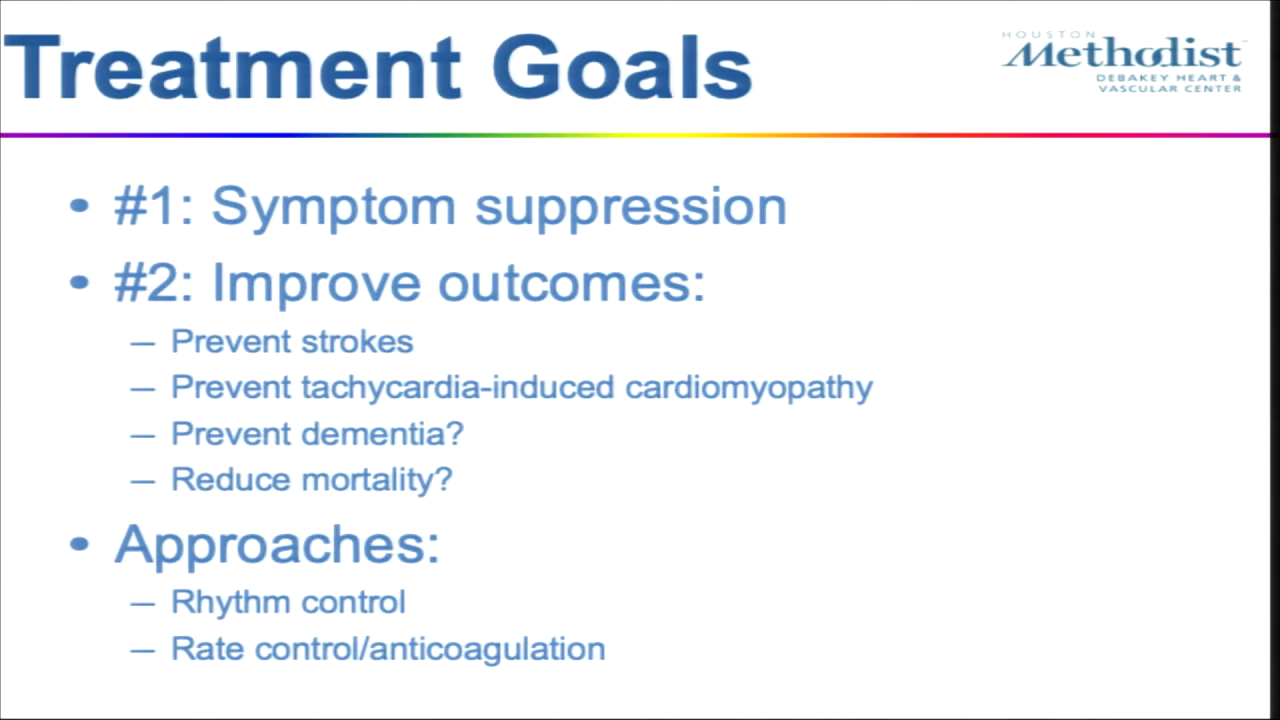 Treatment Goals
HOUSTON
Methodist
DEBAKEY HEART &
VASCULAR CENTER
• #1: Symptom suppression
• #2: Improve outcomes:
– Prevent strokes
– Prevent tachycardia-induced cardiomyopathy
– Prevent dementia?
– Reduce mortality?
• Approaches:
– Rhythm control
– Rate control/anticoagulation